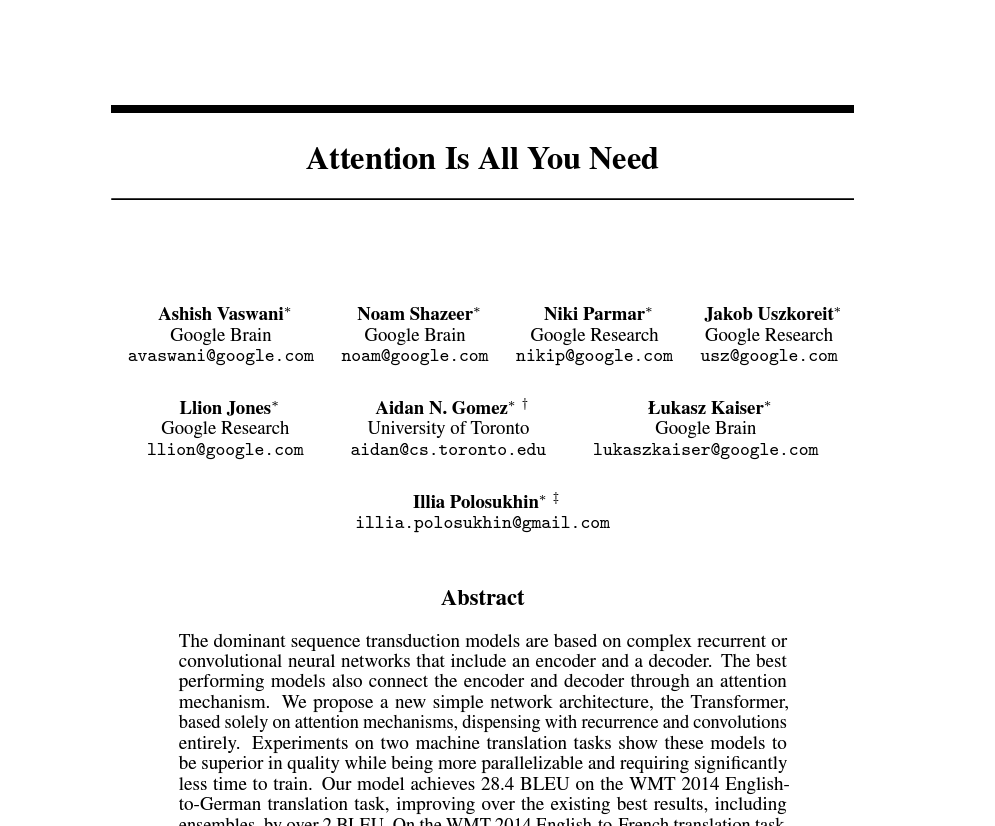 Attention Is All You Need
Ashish Vaswani* Noam Shazeer* Niki Parmar* Jakob Uszkoreit*
Google Brain Google Brain Google Research Google Research
avaswani@google.com noam@google.com nikip@google.com usz@google.com
Llion Jones* Aidan N. Gomez* † Łukasz Kaiser*
Google Research University of Toronto Google Brain
llion@google.com aidan@cs.toronto.edu lukaszkaiser@google.com
Illia Polosukhin* ‡
illia.polosukhin@gmail.com
Abstract
The dominant sequence transduction models are based on complex recurrent or
convolutional neural networks that include an encoder and a decoder. The best
performing models also connect the encoder and decoder through an attention
mechanism. We propose a new simple network architecture, the Transformer,
based solely on attention mechanisms, dispensing with recurrence and convolutions
entirely. Experiments on two machine translation tasks show these models to
be superior in quality while being more parallelizable and requiring significantly
less time to train. Our model achieves 28.4 BLEU on the WMT 2014 English-
to-German translation task, improving over the existing best results, including
ensembles, by over 2 BLEU. On the WMT 2014 English-to-French translation task,